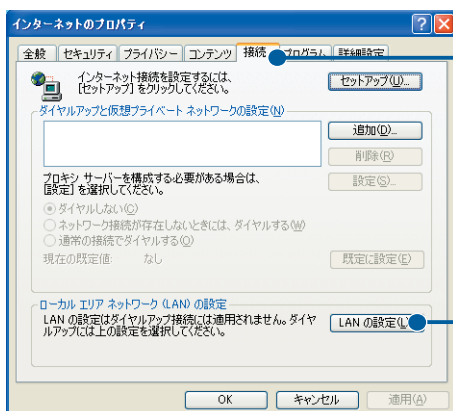 インターネットのプロパティ
全般 セキュリティ プライバシー コンテンツ 接続 プログラム 詳細設定
インターネット接続を設定するには、
[セットアップ]をクリックしてください。
セットアップ(U)...
ダイヤルアップと仮想プライベート ネットワークの設定(N)
追加(D)...
削除(R)
プロキシ サーバーを構成する必要がある場合は、
[設定]を選択してください。
設定(S)...
ダイヤルしない(C)
ネットワーク接続が存在しないときには、ダイヤルする(W)
通常の接続でダイヤルする(O)
現在の既定値: なし
既定に設定(E)
ローカル エリア ネットワーク (LAN) の設定
LAN の設定はダイヤルアップ接続には適用されません。ダイヤ
ルアップには上の設定を選択してください。
LAN の設定(L)
OK キャンセル 適用(A)